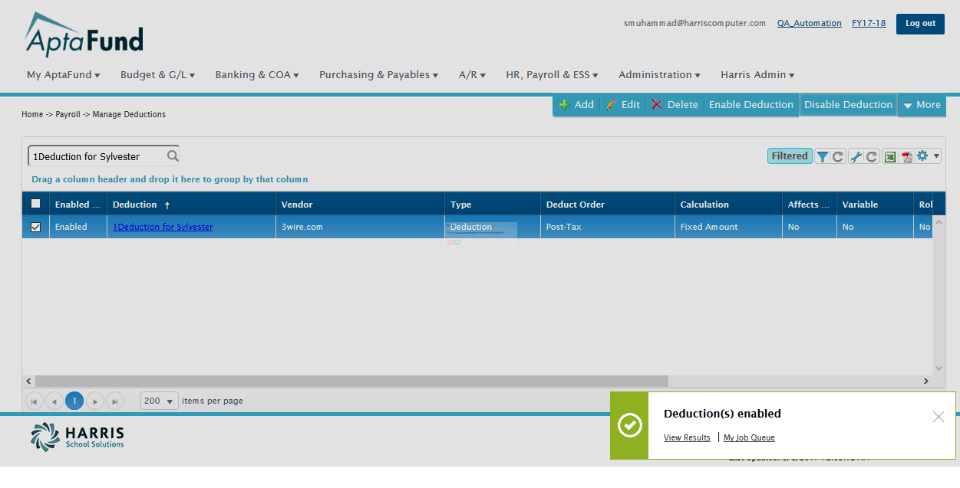 AptaFund
smuhammad@harriscomputer.com QA_Automation FY17-18 Log out
My AptaFund Budget & G/L Banking & COA Purchasing & Payables A/R HR, Payroll & ESS Administration Harris Admin
Add Edit Delete Enable Deduction Disable Deduction More
Home -> Payroll -> Manage Deductions
1Deduction for Sylvester
Filtered
Drag a column header and drop it here to group by that column
Enabled ... Deduction ↑ Vendor Type Deduct Order Calculation Affects ... Variable Rol
Enabled 1Deduction for Sylvester 3wire.com Deduction Post-Tax Fixed Amount No No No
1 200 items per page
Deduction(s) enabled
View Results | My Job Queue
HARRIS
School Solutions